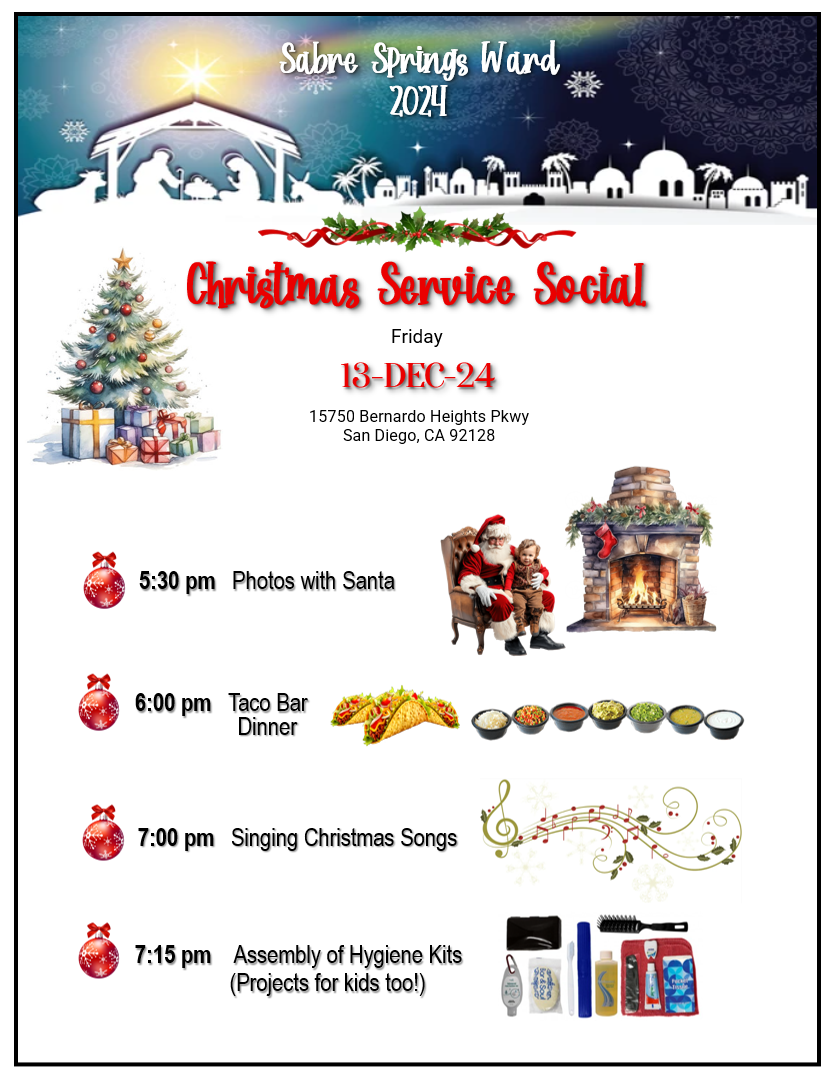 Sabre Springs Ward
2024
Christmas Service Social
Friday
13-DEC-24
15750 Bernardo Heights Pkwy
San Diego, CA 92128
5:30 pm Photos with Santa
6:00 pm Taco Bar
Dinner
7:00 pm Singing Christmas Songs
7:15 pm Assembly of Hygiene Kits
(Projects for kids too!)